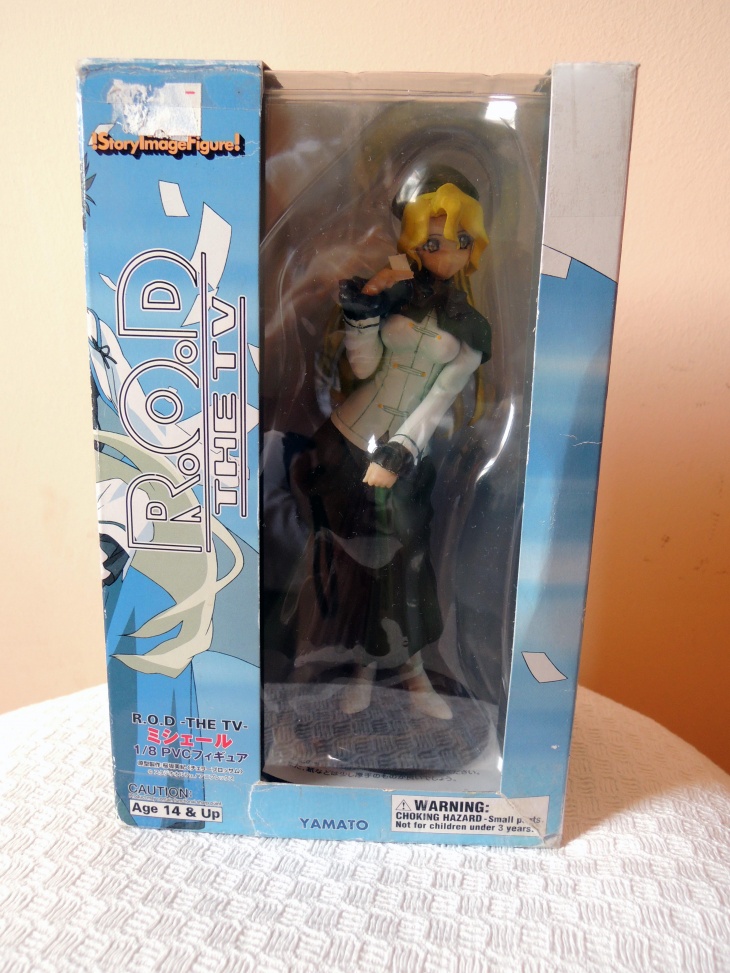 !StoryImageFigure!
R.O.D
THE TV
R.O.D -THE TV-
ミシェール
1/8 PVCフィギュア
CAUTION:
Age 14 & Up
YAMATO
WARNING:
CHOKING HAZARD-Small parts.
Not for children under 3 years.